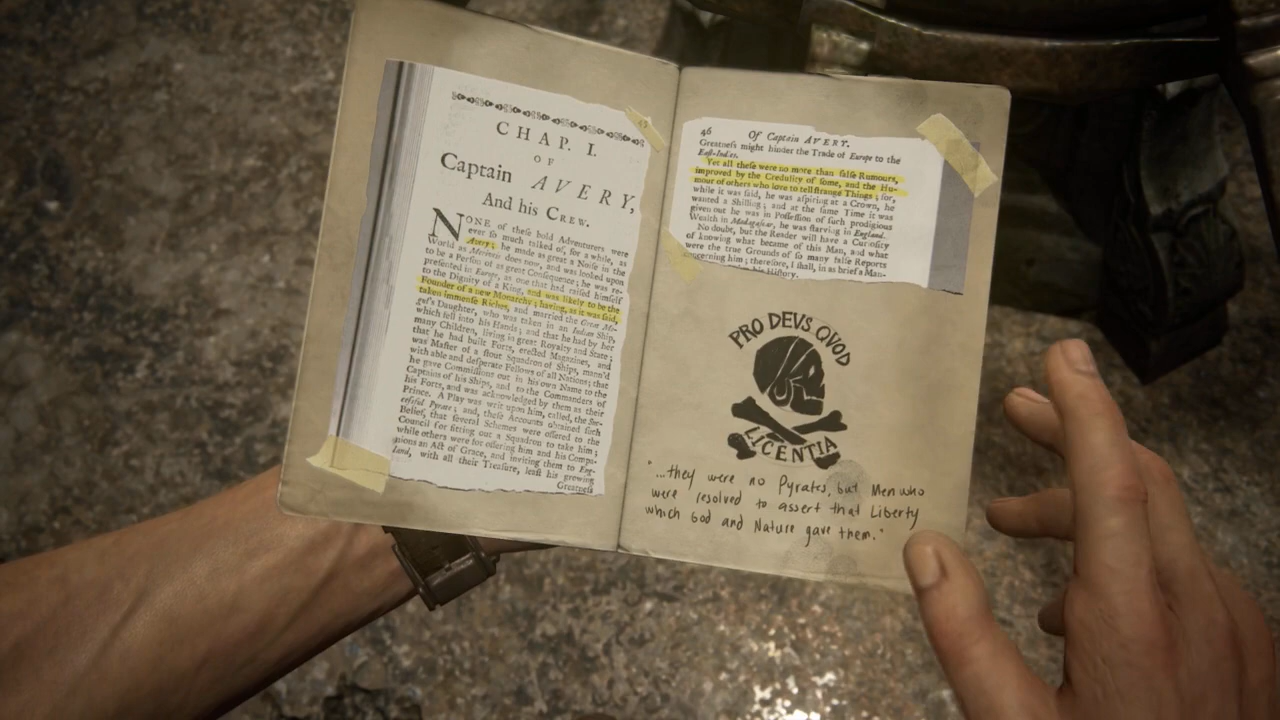 CHAP. I.
OF
Captain AVERY,
And his CREW.
NONE of theſe bold Adventurers were
ever ſo much talked of, for a while, as
Avery; he made as great a Noiſe in the
World as Meriveis does now, and was looked upon
to be a Perſon of as great Conſequence; he was re-
preſented in Europe, as one that had raiſed himſelf
to the Dignity of a King, and was likely to be the
Founder of a new Monarchy; having, as it was ſaid,
taken immenſe Riches, and married the Great Mo-
gul's Daughter, who was taken in an Indian Ship,
which fell into his Hands; and that he had by her
many Children, living in great Royalty and State;
that he had built Forts, erected Magazines, and
was Maſter of a ſtout Squadron of Ships, mann'd
with able and deſperate Fellows of all Nations; that
he gave Commiſſions out in his own Name to the
Captains of his Ships, and to the Commanders of
his Forts, and was acknowledged by them as their
Prince. A Play was writ upon him, called, the Suc-
ceſsful Pyrate; and, theſe Accounts obtained ſuch
Belief, that ſeveral Schemes were offered to the
Council for fitting out a Squadron to take him;
while others were for offering him and his Compa-
nions an Act of Grace, and inviting them to Eng-
land, with all their Treaſure, leaſt his growing
Greatneſs
46 Of Captain AVERY.
Greatneſs might hinder the Trade of Europe to the
Eaſt-Indies.
Yet all theſe were no more than falſe Rumours,
improved by the Credulity of ſome, and the Hu-
mour of others who love to tell ſtrange Things; for,
while it was ſaid, he was aſpiring at a Crown, he
wanted a Shilling; and at the ſame Time it was
given out he was in Poſſeſſion of ſuch prodigious
Wealth in Madagaſcar, he was ſtarving in England.
No doubt, but the Reader will have a Curioſity
of knowing what became of this Man, and what
were the true Grounds of ſo many falſe Reports
concerning him; therefore, I ſhall, in as brief a Man-
his Hiſtory.
PRO DEVS QVOD
LICENTIA
"...they were no Pyrates, but Men who
were resolved to assert that Liberty
which God and Nature gave them."